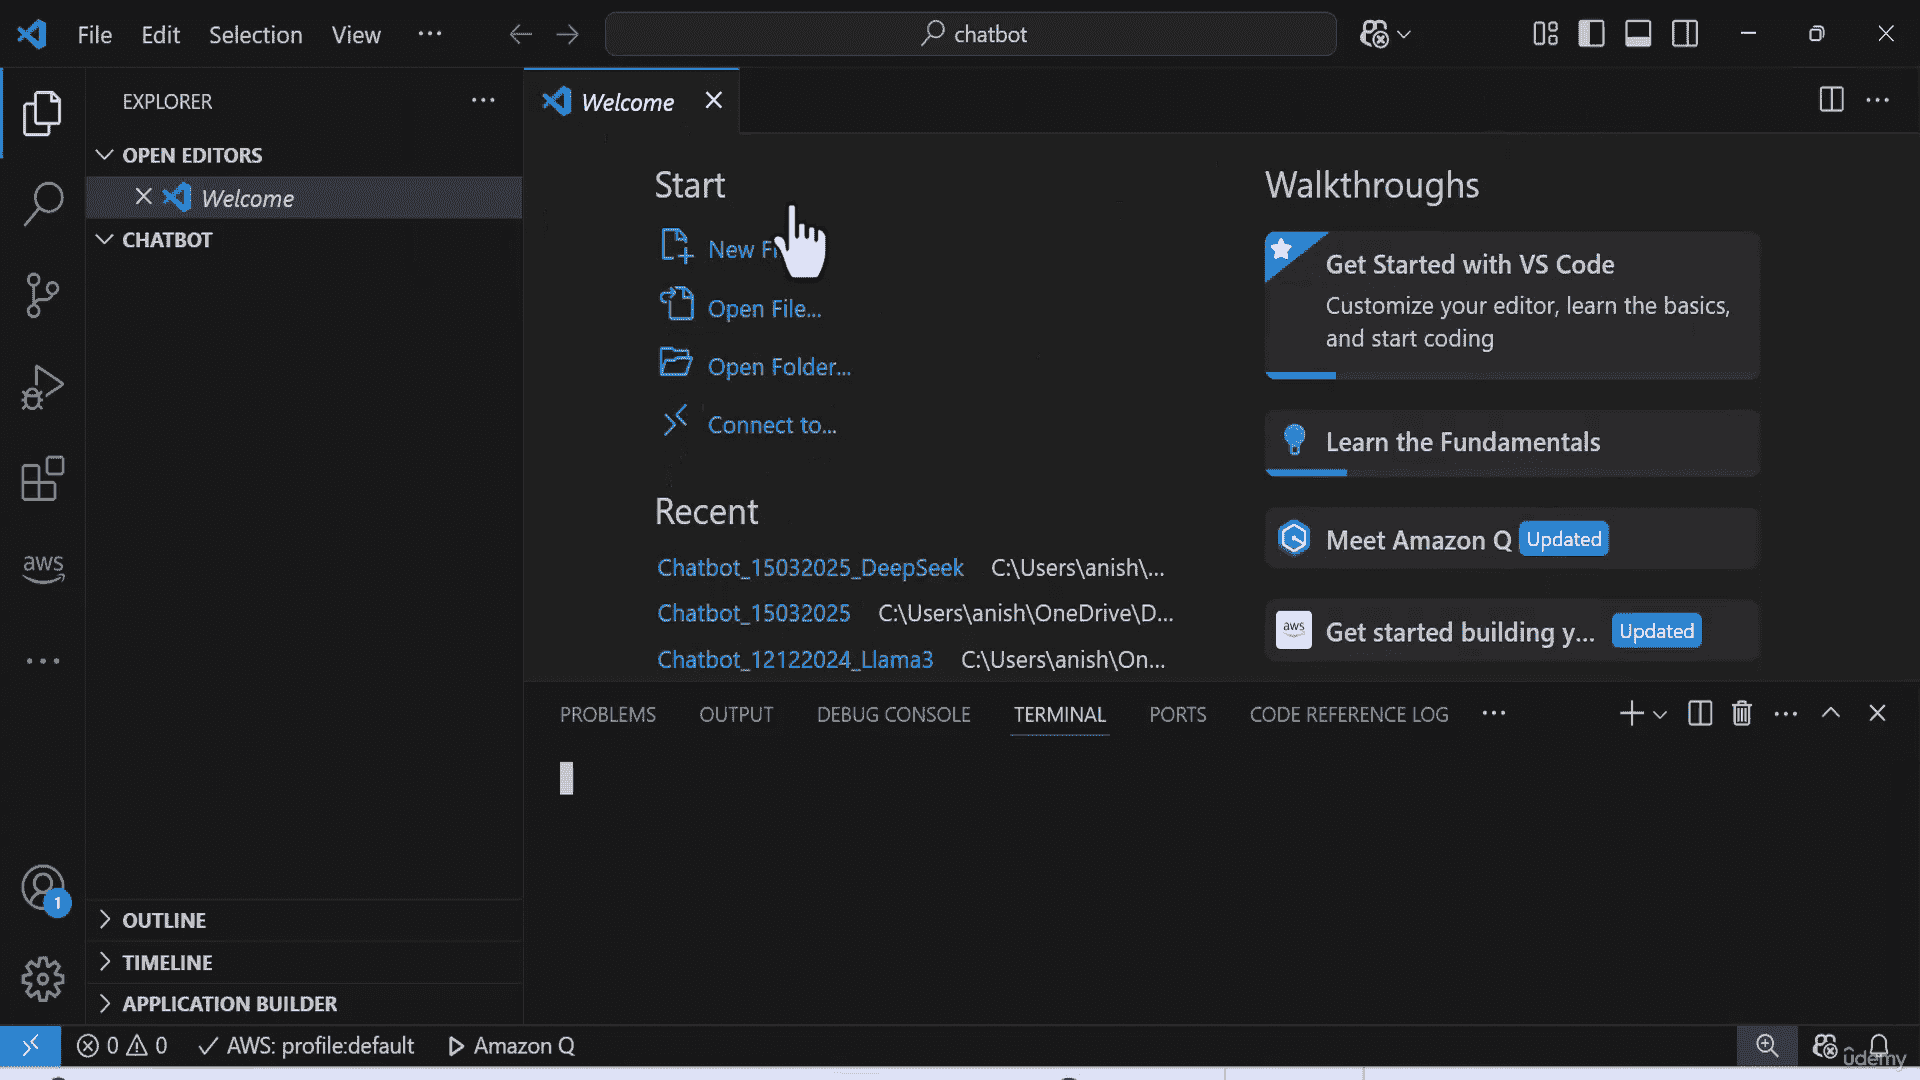 File Edit Selection View
chatbot
EXPLORER
OPEN EDITORS
Welcome
CHATBOT
OUTLINE
TIMELINE
APPLICATION BUILDER
Welcome
Start
New Fi
Open File...
Open Folder...
Connect to...
Recent
Chatbot_15032025_DeepSeek C:\Users\anish\...
Chatbot_15032025 C:\Users\anish\OneDrive\D...
Chatbot_12122024_Llama3 C:\Users\anish\On...
Walkthroughs
Get Started with VS Code
Customize your editor, learn the basics,
and start coding
Learn the Fundamentals
Meet Amazon Q Updated
aws Get started building y... Updated
PROBLEMS OUTPUT DEBUG CONSOLE TERMINAL PORTS CODE REFERENCE LOG
aws
1
0 0 AWS: profile:default Amazon Q
udemy